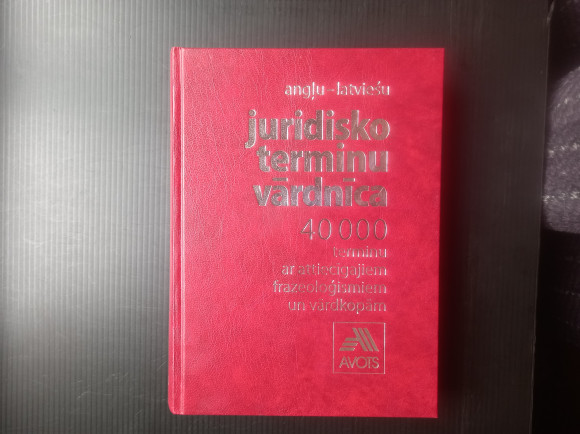 angļu-latviešu
juridisko
terminu
vārdnīca
40 000
terminu
ar attiecīgajiem
frazeoloģismiem
un vārdkopām
AVOTS